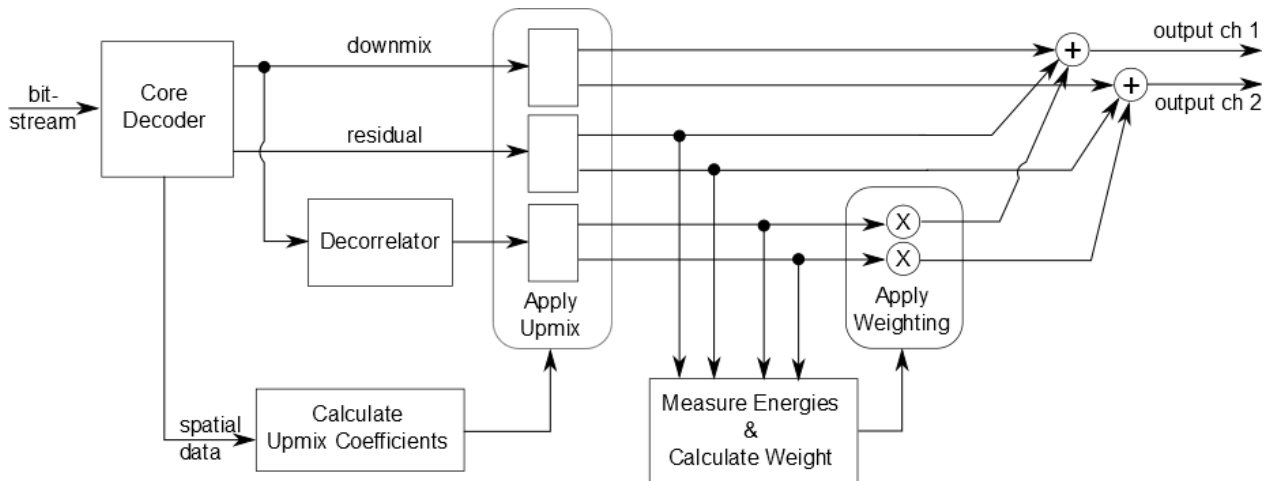 downmix
output ch 1
bit-
stream
Core
Decoder
+
+
output ch 2
residual
Decorrelator
X
X
Apply
Upmix
Apply
Weighting
spatial
data
Calculate
Upmix Coefficients
Measure Energies
&
Calculate Weight